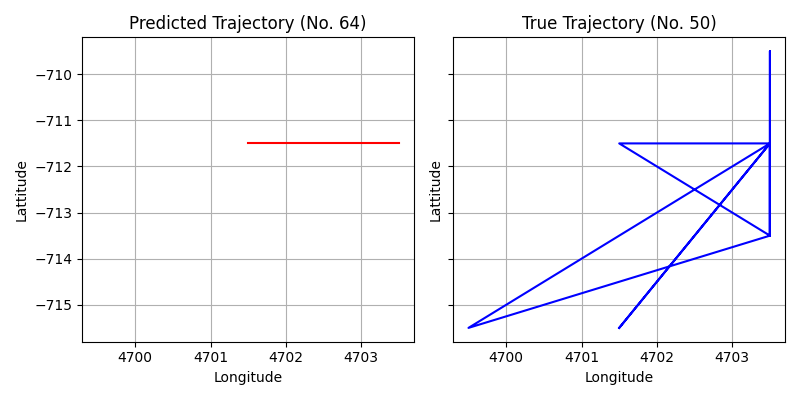 Predicted Trajectory (No. 64)
True Trajectory (No. 50)
Lattitude
−710
−711
−712
−713
−714
−715
4700
4701
4702
4703
Longitude
Lattitude
4700
4701
4702
4703
Longitude